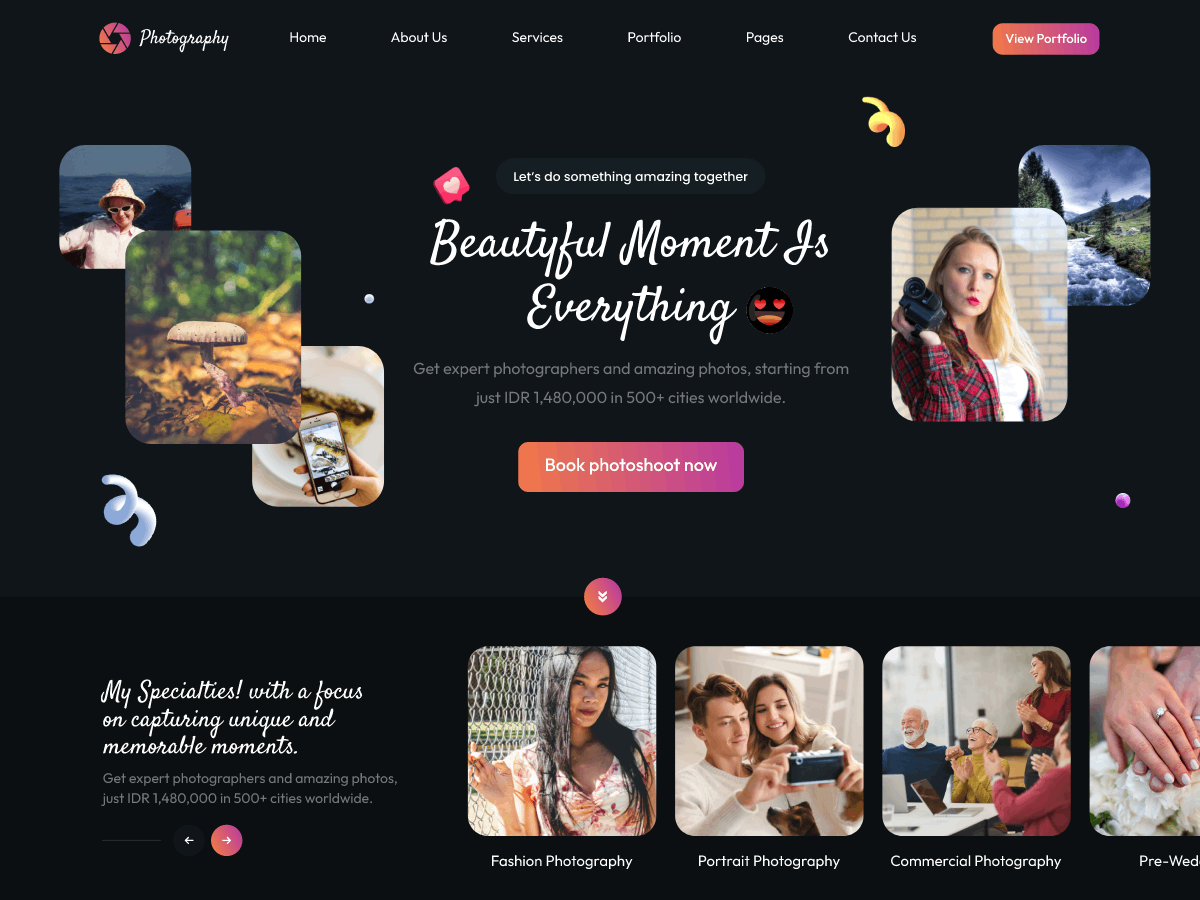 Photography
Home
About Us
Services
Portfolio
Pages
Contact Us
View Portfolio
Let's do something amazing together
Beautyful Moment Is
Everything
Get expert photographers and amazing photos, starting from
just IDR 1,480,000 in 500+ cities worldwide.
Book photoshoot now
My Specialties! with a focus
on capturing unique and
memorable moments.
Get expert photographers and amazing photos,
just IDR 1,480,000 in 500+ cities worldwide.
Fashion Photography
Portrait Photography
Commercial Photography
Pre-Wedd